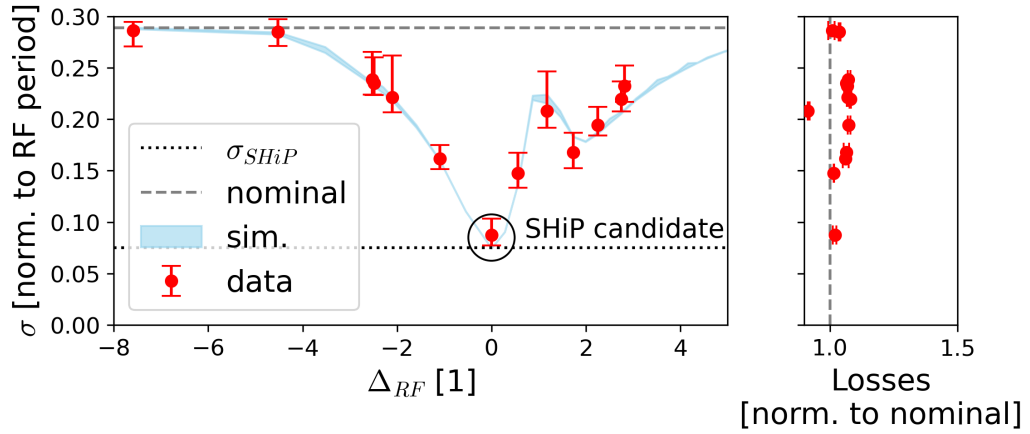 0.30
0.25
0.20
0.15
0.10
0.05
0.00
σ [norm. to RF period]
σ_SHiP
nominal
sim.
data
SHiP candidate
−8 −6 −4 −2 0 2 4
Δ_RF [1]
1.0 1.5
Losses
[norm. to nominal]